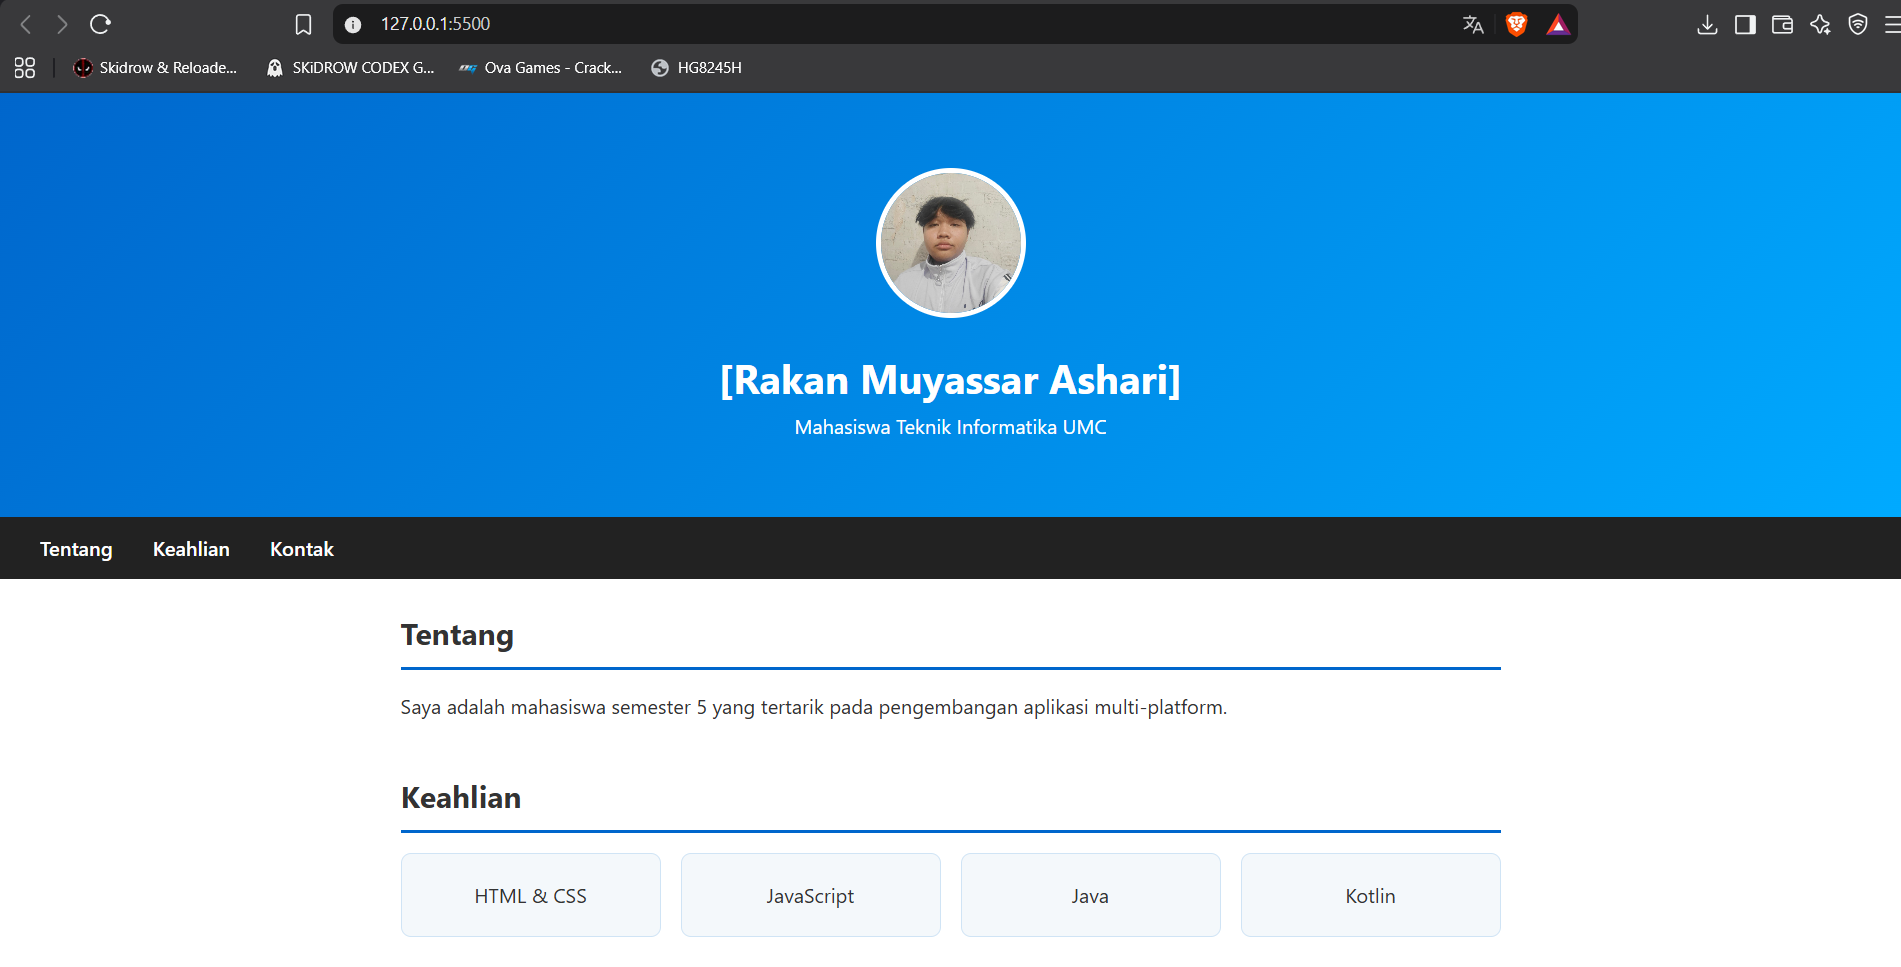 127.0.0.1:5500
Skidrow & Reloade...
SKiDROW CODEX G...
Ova Games - Crack...
HG8245H
[Rakan Muyassar Ashari]
Mahasiswa Teknik Informatika UMC
Tentang
Keahlian
Kontak
Tentang
Saya adalah mahasiswa semester 5 yang tertarik pada pengembangan aplikasi multi-platform.
Keahlian
HTML & CSS
JavaScript
Java
Kotlin